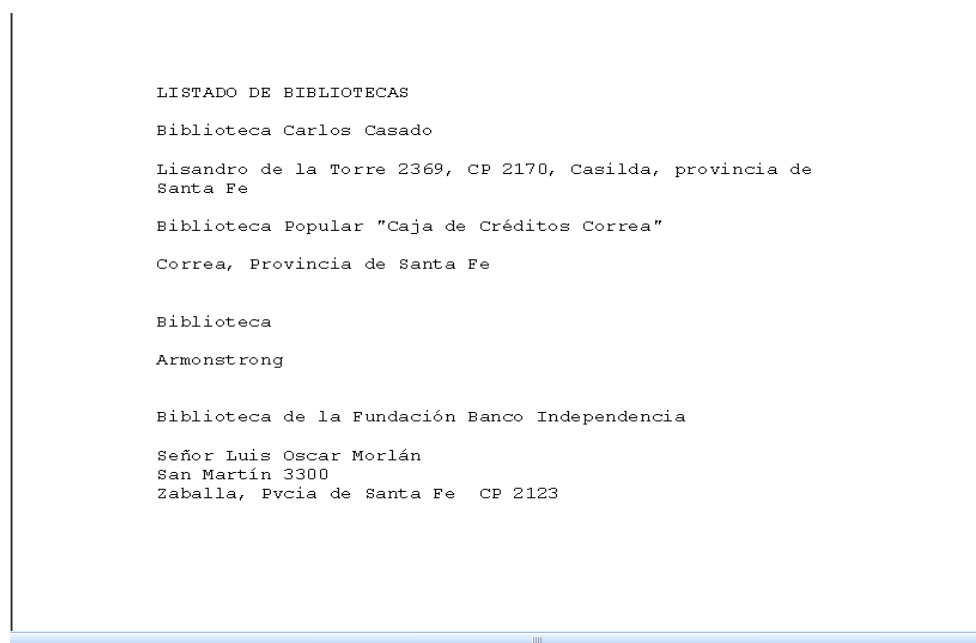 LISTADO DE BIBLIOTECAS
Biblioteca Carlos Casado
Lisandro de la Torre 2369, CP 2170, Casilda, provincia de
Santa Fe
Biblioteca Popular "Caja de Créditos Correa"
Correa, Provincia de Santa Fe
Biblioteca
Armonstrong
Biblioteca de la Fundación Banco Independencia
Señor Luis Oscar Morlán
San Martín 3300
Zaballa, Pvcia de Santa Fe  CP 2123